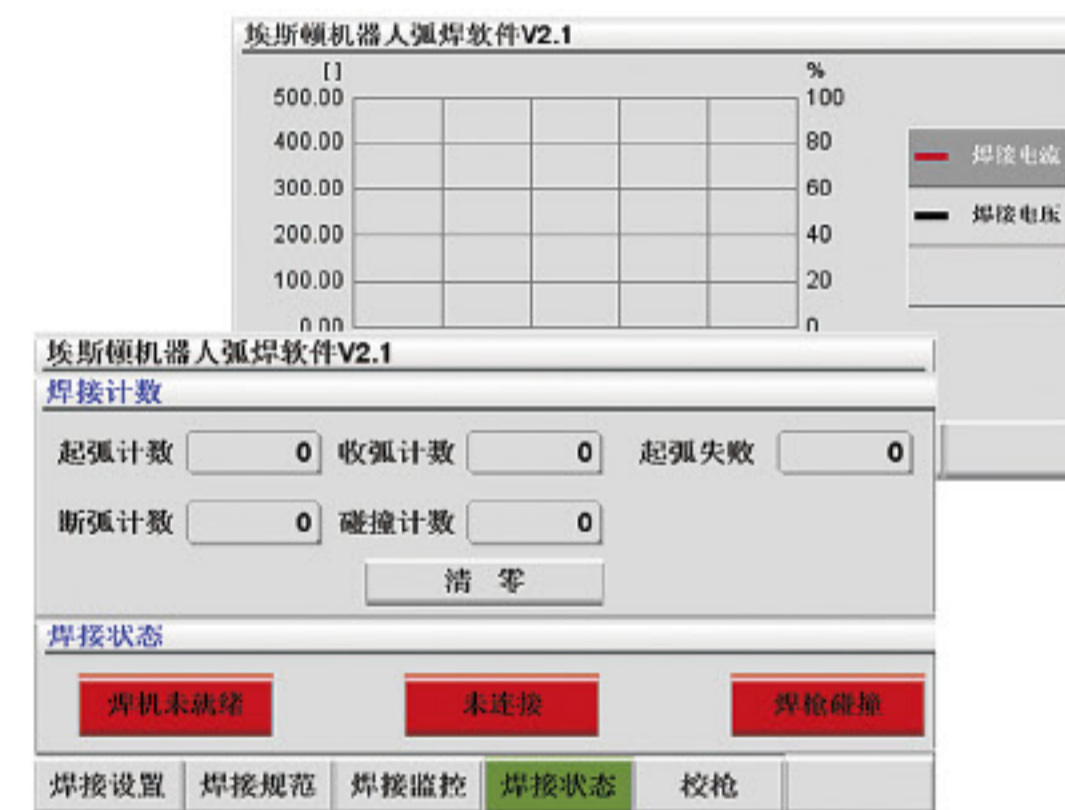 埃斯顿机器人弧焊软件V2.1
[] %
500.00 100
400.00 80
300.00 60
200.00 40
100.00 20
0.00 0
焊接电流
焊接电压
埃斯顿机器人弧焊软件V2.1
焊接计数
起弧计数 0 收弧计数 0 起弧失败 0
断弧计数 0 碰撞计数 0
清 零
焊接状态
焊机未就绪 未连接 焊枪碰撞
焊接设置 焊接规范 焊接监控 焊接状态 校枪